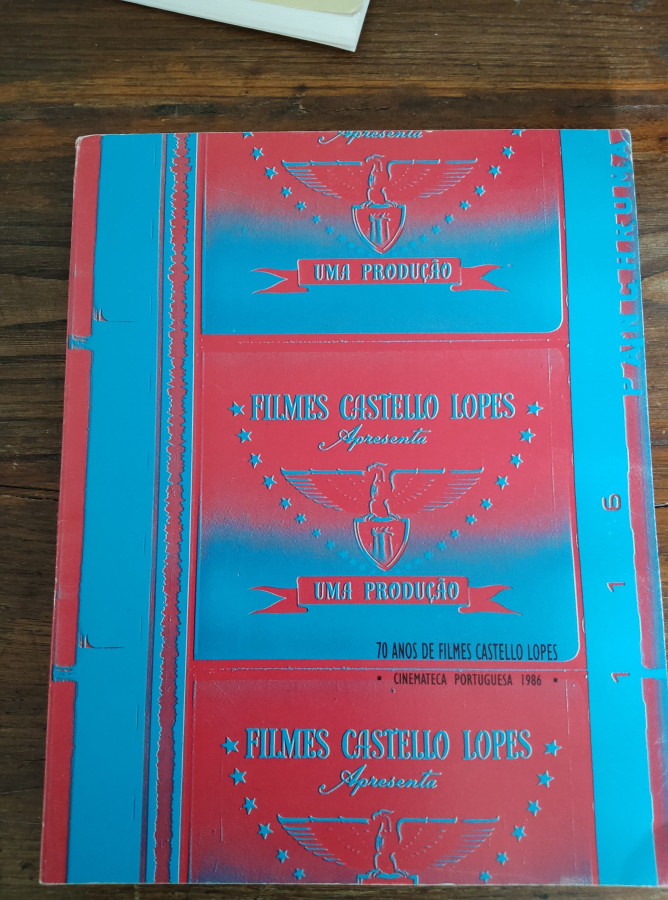 Apresenta
UMA PRODUÇÃO
FILMES CASTELLO LOPES
Apresenta
UMA PRODUÇÃO
70 ANOS DE FILMES CASTELLO LOPES
▪ CINEMATECA PORTUGUESA 1986 ▪
FILMES CASTELLO LOPES
Apresenta
PANCHROMA
1 1 6